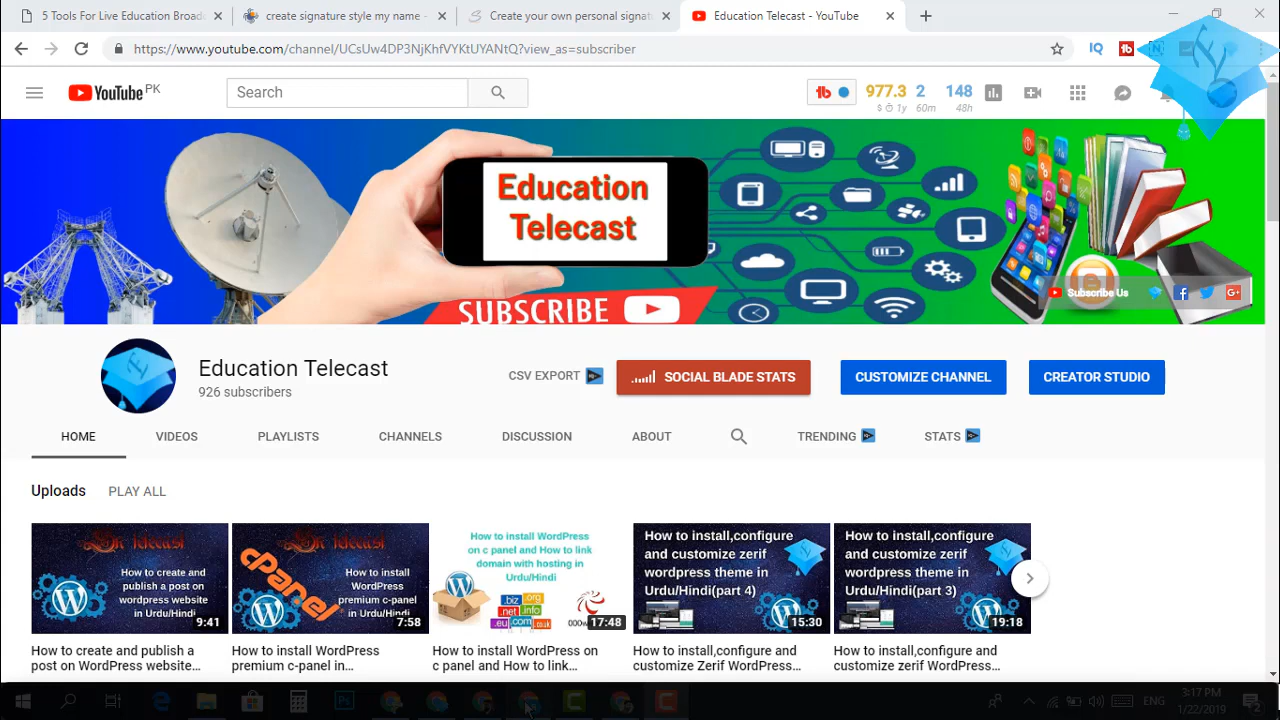 5 Tools For Live Education Broad
create signature style my name -
Create your own personal signat
Education Telecast - YouTube
https://www.youtube.com/channel/UCsUw4DP3NjKhfVYKtUYANtQ?view_as=subscriber
IQ
YouTube PK
Search
977.3 2 148
$ 1y 60m 48h
Education
Telecast
SUBSCRIBE
Subscribe Us
Education Telecast
926 subscribers
CSV EXPORT
SOCIAL BLADE STATS
CUSTOMIZE CHANNEL
CREATOR STUDIO
HOME VIDEOS PLAYLISTS CHANNELS DISCUSSION ABOUT TRENDING STATS
Uploads PLAY ALL
How to create and
publish a post on
wordpress website
in Urdu/Hindi
9:41
cPanel
How to install
WordPress
premium c-panel
in Urdu/Hindi
7:58
How to install WordPress
on c panel and How to link
domain with hosting in
Urdu/Hindi
.biz .org
.net .info
.eu .com .co.uk
17:48
How to install,configure
and customize zerif
wordpress theme in
Urdu/Hindi(part 4)
15:30
How to install,configure
and customize zerif
wordpress theme in
Urdu/Hindi(part 3)
19:18
How to create and publish a
post on WordPress website...
How to install WordPress
premium c-panel in...
How to install WordPress on
c panel and How to link...
How to install,configure and
customize Zerif WordPress...
How to install,configure and
customize zerif WordPress...
ENG
3:17 PM
1/22/2019